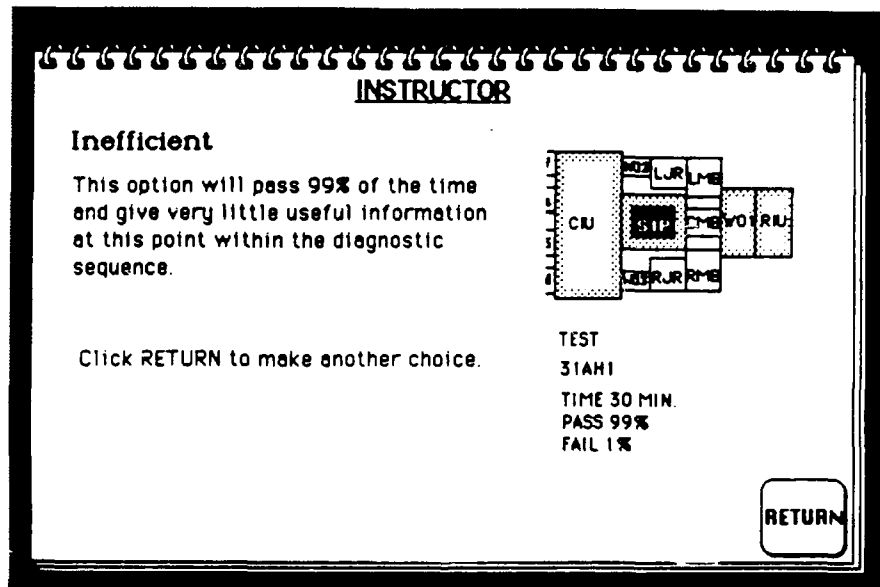 INSTRUCTOR
Inefficient
This option will pass 99% of the time
and give very little useful information
at this point within the diagnostic
sequence.
Click RETURN to make another choice.
LJR LMB
CIU STP CMB WO1 RIU
RJR RMB
TEST
31AH1
TIME 30 MIN.
PASS 99%
FAIL 1%
RETURN